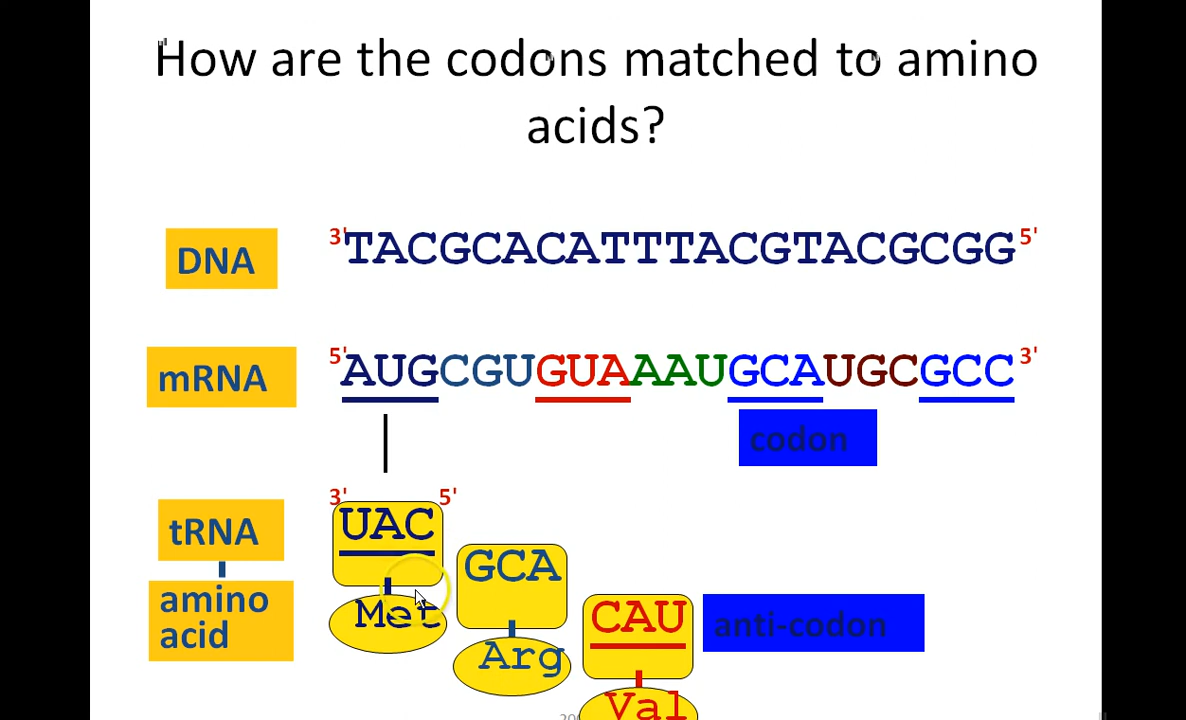 How are the codons matched to amino
acids?
DNA
3'TACGCACATTTACGTACGCGG5'
mRNA
5'AUGCGUGUAAAUGCAUGCGCC3'
codon
3' 5'
tRNA
UAC
GCA
amino
acid
Met
CAU
anti-codon
Arg
Val